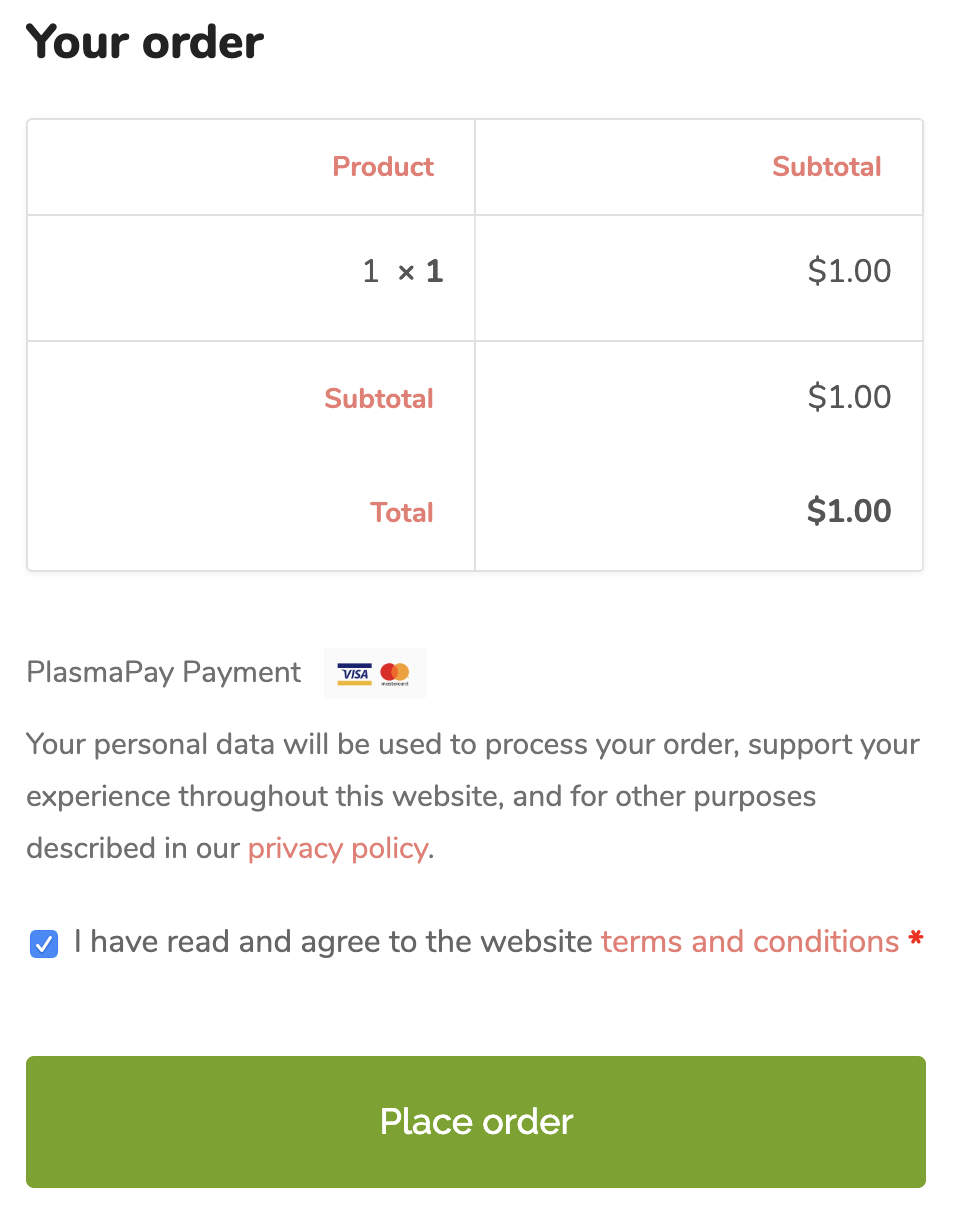 Your order
Product Subtotal
1 × 1 $1.00
Subtotal $1.00
Total $1.00
PlasmaPay Payment VISA mastercard
Your personal data will be used to process your order, support your
experience throughout this website, and for other purposes
described in our privacy policy.
I have read and agree to the website terms and conditions *
Place order